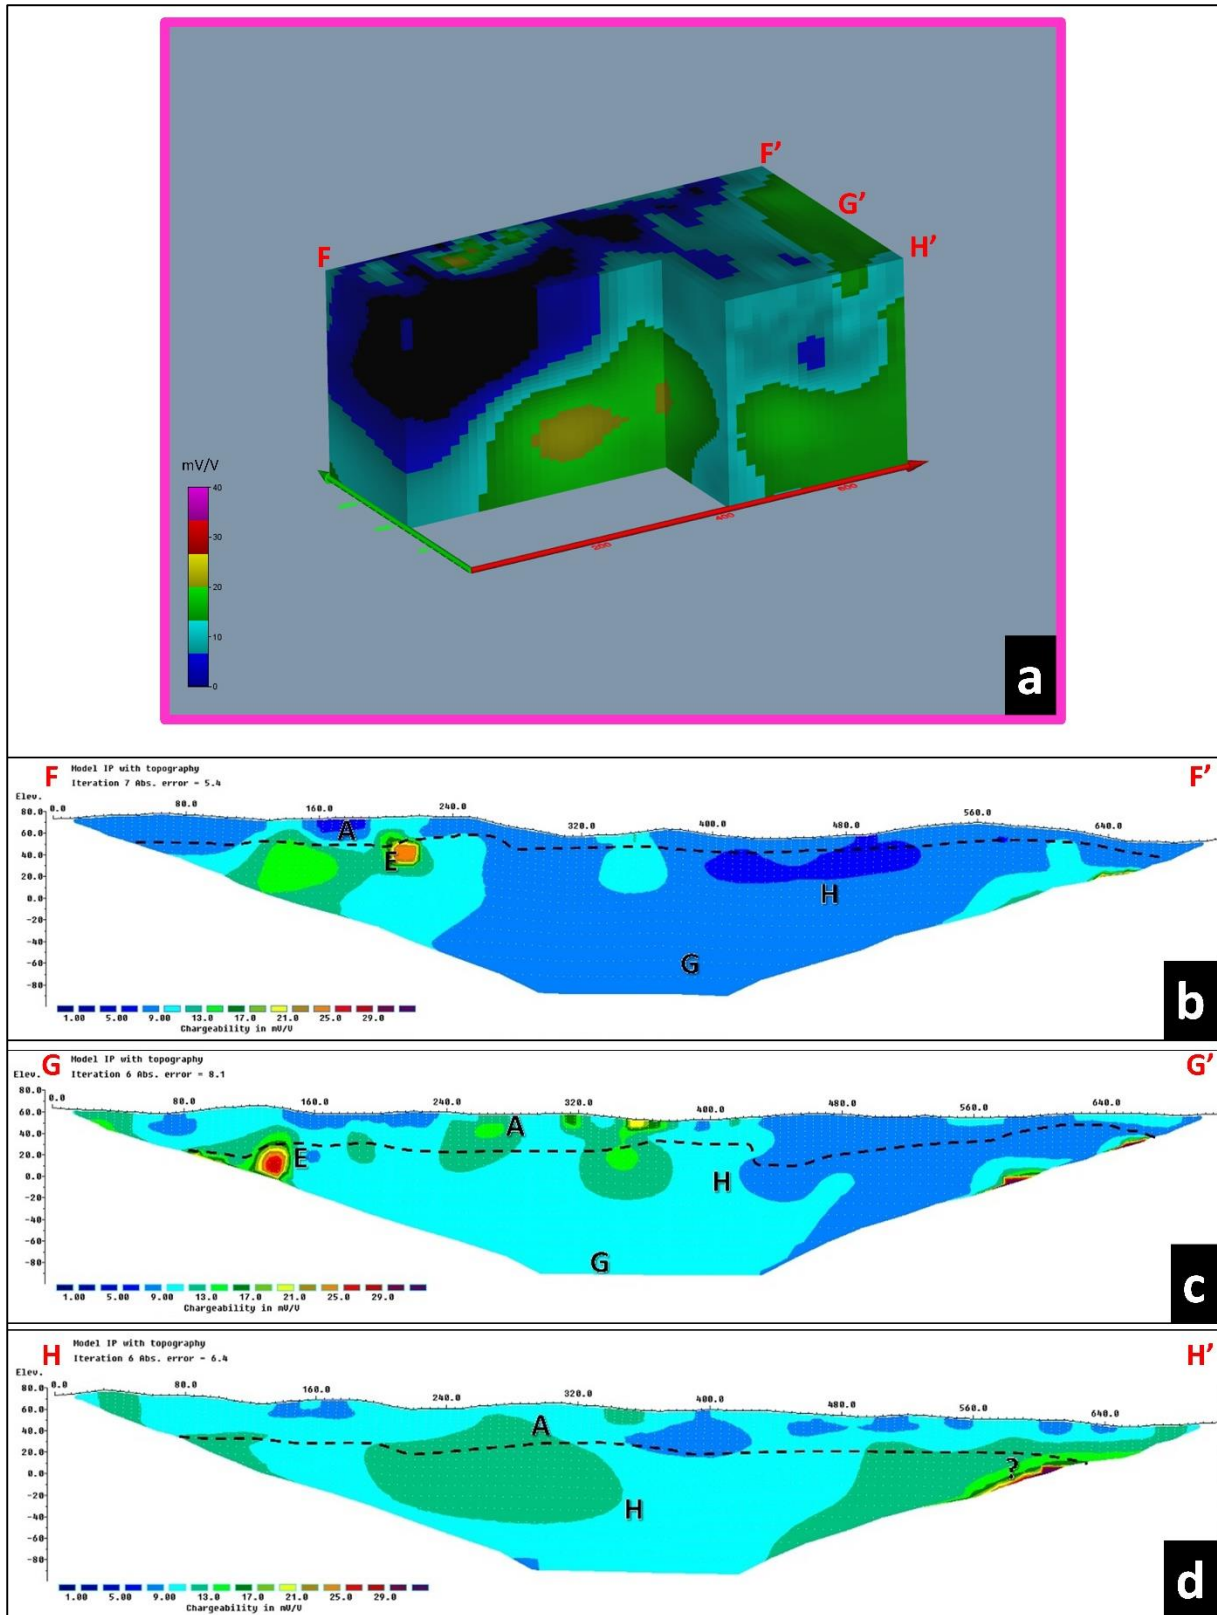 F'
G'
H'
F
mV/V
40
30
20
10
0
200
400
600
a
F Model IP with topography F'
Iteration 7 Abs. error = 5.4
Elev. 0.0 80.0 160.0 240.0 320.0 400.0 480.0 560.0 640.0
80.0
60.0
40.0
20.0
0.0
-20
-40
-60
-80
A
E
H
G
1.00 5.00 9.00 13.0 17.0 21.0 25.0 29.0
Chargeability in mV/V
b
G Model IP with topography G'
Elev. Iteration 6 Abs. error = 8.1
0.0 80.0 160.0 240.0 320.0 400.0 480.0 560.0 640.0
80.0
60.0
40.0
20.0
0.0
-20
-40
-60
-80
A
E
H
G
1.00 5.00 9.00 13.0 17.0 21.0 25.0 29.0
Chargeability in mV/V
c
H Model IP with topography H'
Iteration 6 Abs. error = 6.4
Elev. 0.0 80.0 160.0 240.0 320.0 400.0 480.0 560.0 640.0
80.0
60.0
40.0
20.0
0.0
-20
-40
-60
-80
A
?
H
1.00 5.00 9.00 13.0 17.0 21.0 25.0 29.0
Chargeability in mV/V
d